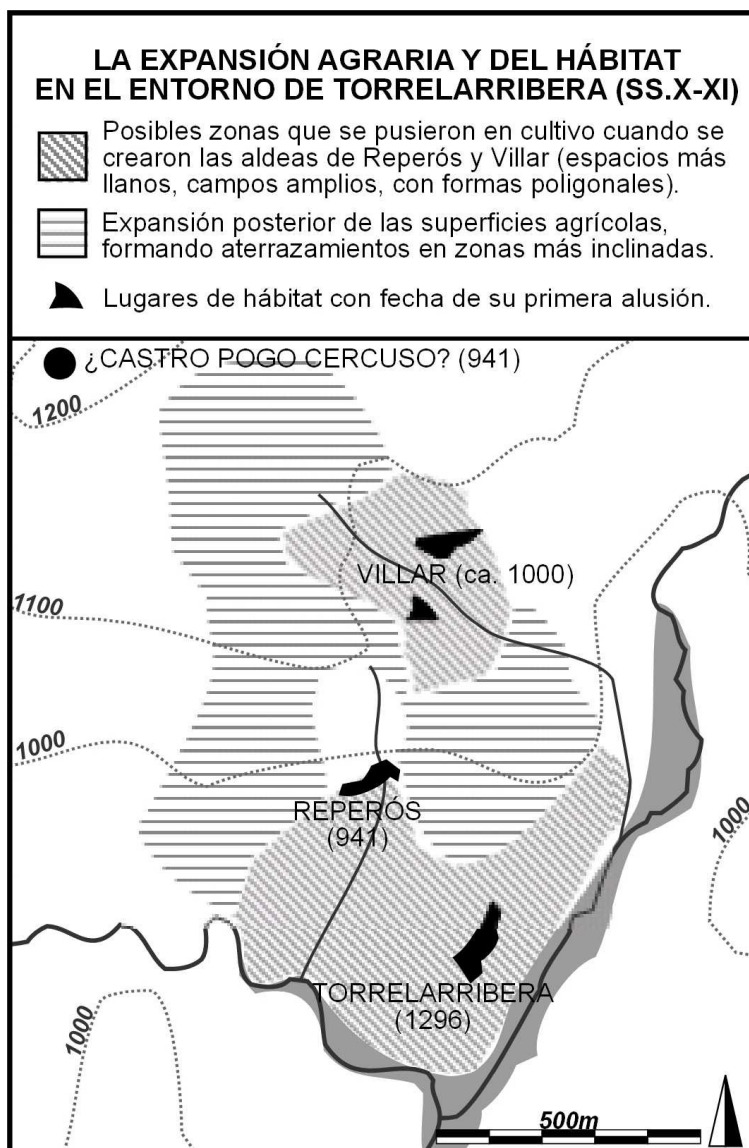 LA EXPANSIÓN AGRARIA Y DEL HÁBITAT
EN EL ENTORNO DE TORRELARRIBERA (SS.X-XI)
Posibles zonas que se pusieron en cultivo cuando se
crearon las aldeas de Reperós y Villar (espacios más
llanos, campos amplios, con formas poligonales).
Expansión posterior de las superficies agrícolas,
formando aterrazamientos en zonas más inclinadas.
Lugares de hábitat con fecha de su primera alusión.
¿CASTRO POGO CERCUSO? (941)
1200
VILLAR (ca. 1000)
1100
1000
REPERÓS
(941)
1000
TORRELARRIBERA
(1296)
1000
500m